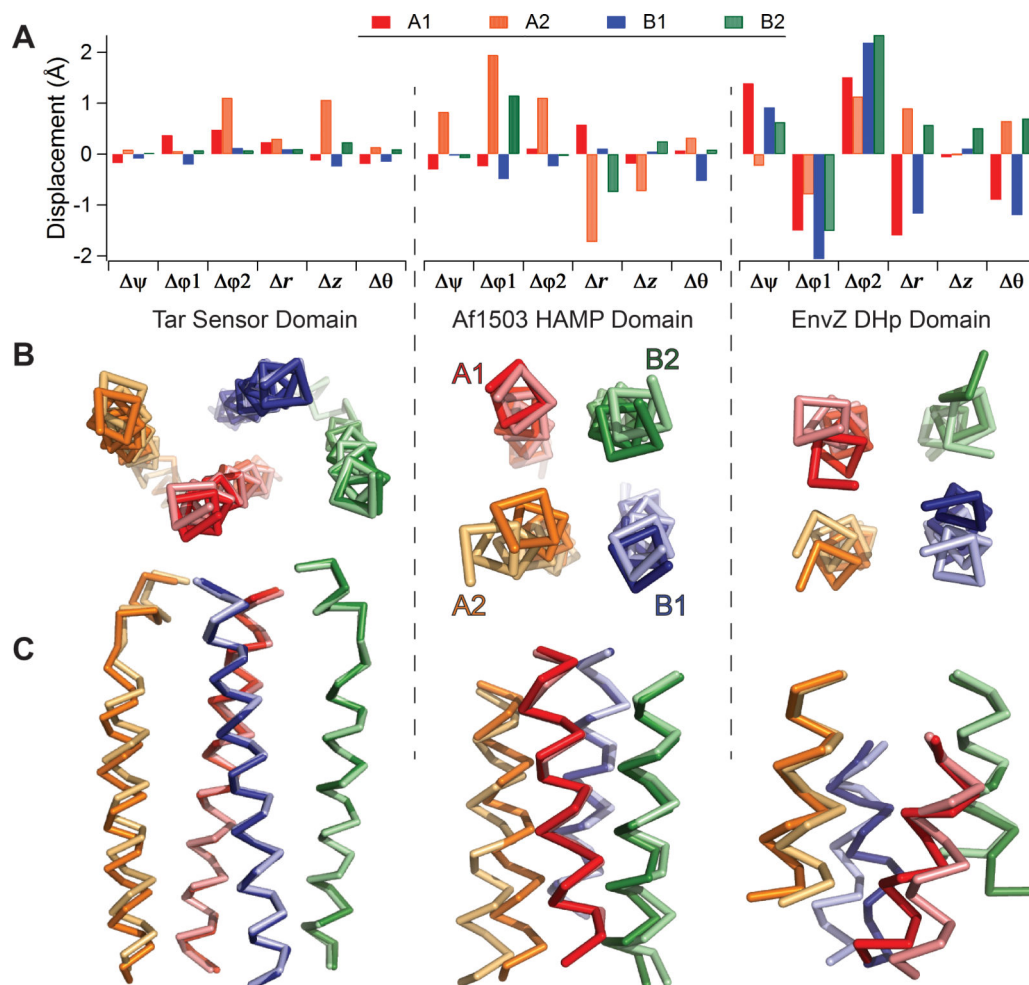 A
A1 A2 B1 B2
Displacement (Å)
2
1
0
-1
-2
Δψ Δφ1 Δφ2 Δr Δz Δθ
Δψ Δφ1 Δφ2 Δr Δz Δθ
Δψ Δφ1 Δφ2 Δr Δz Δθ
Tar Sensor Domain
Af1503 HAMP Domain
EnvZ DHp Domain
B
A1
B2
A2
B1
C